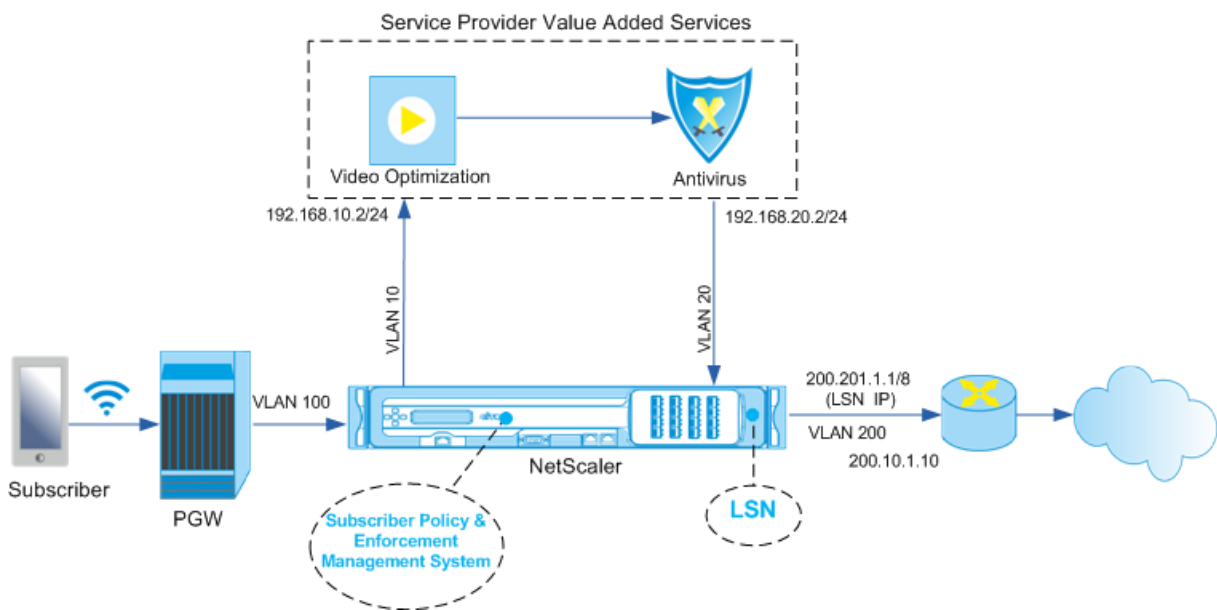 Service Provider Value Added Services
Video Optimization
Antivirus
192.168.10.2/24
192.168.20.2/24
VLAN 10
VLAN 20
VLAN 100
200.201.1.1/8
(LSN IP)
VLAN 200
200.10.1.10
NetScaler
Subscriber
PGW
Subscriber Policy &
Enforcement
Management System
LSN